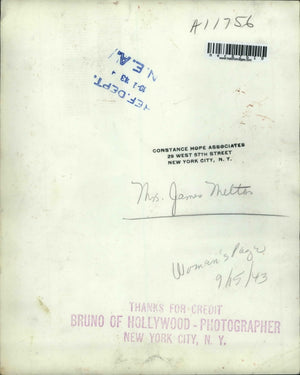 A11756
REF. DEPT.
N.E.A.
CONSTANCE HOPE ASSOCIATES
29 WEST 57TH STREET
NEW YORK CITY, N. Y.
Mrs. James Melton
Woman's Page
9/15/43
THANKS FOR CREDIT
BRUNO OF HOLLYWOOD - PHOTOGRAPHER
NEW YORK CITY, N. Y.